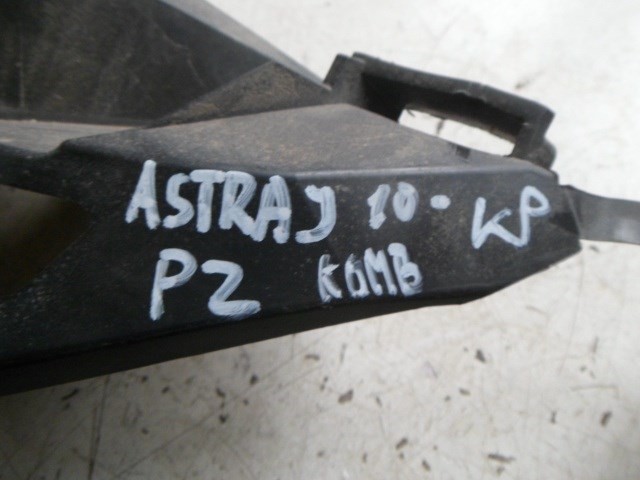 ASTRA J 10- KP
PZ KOMB